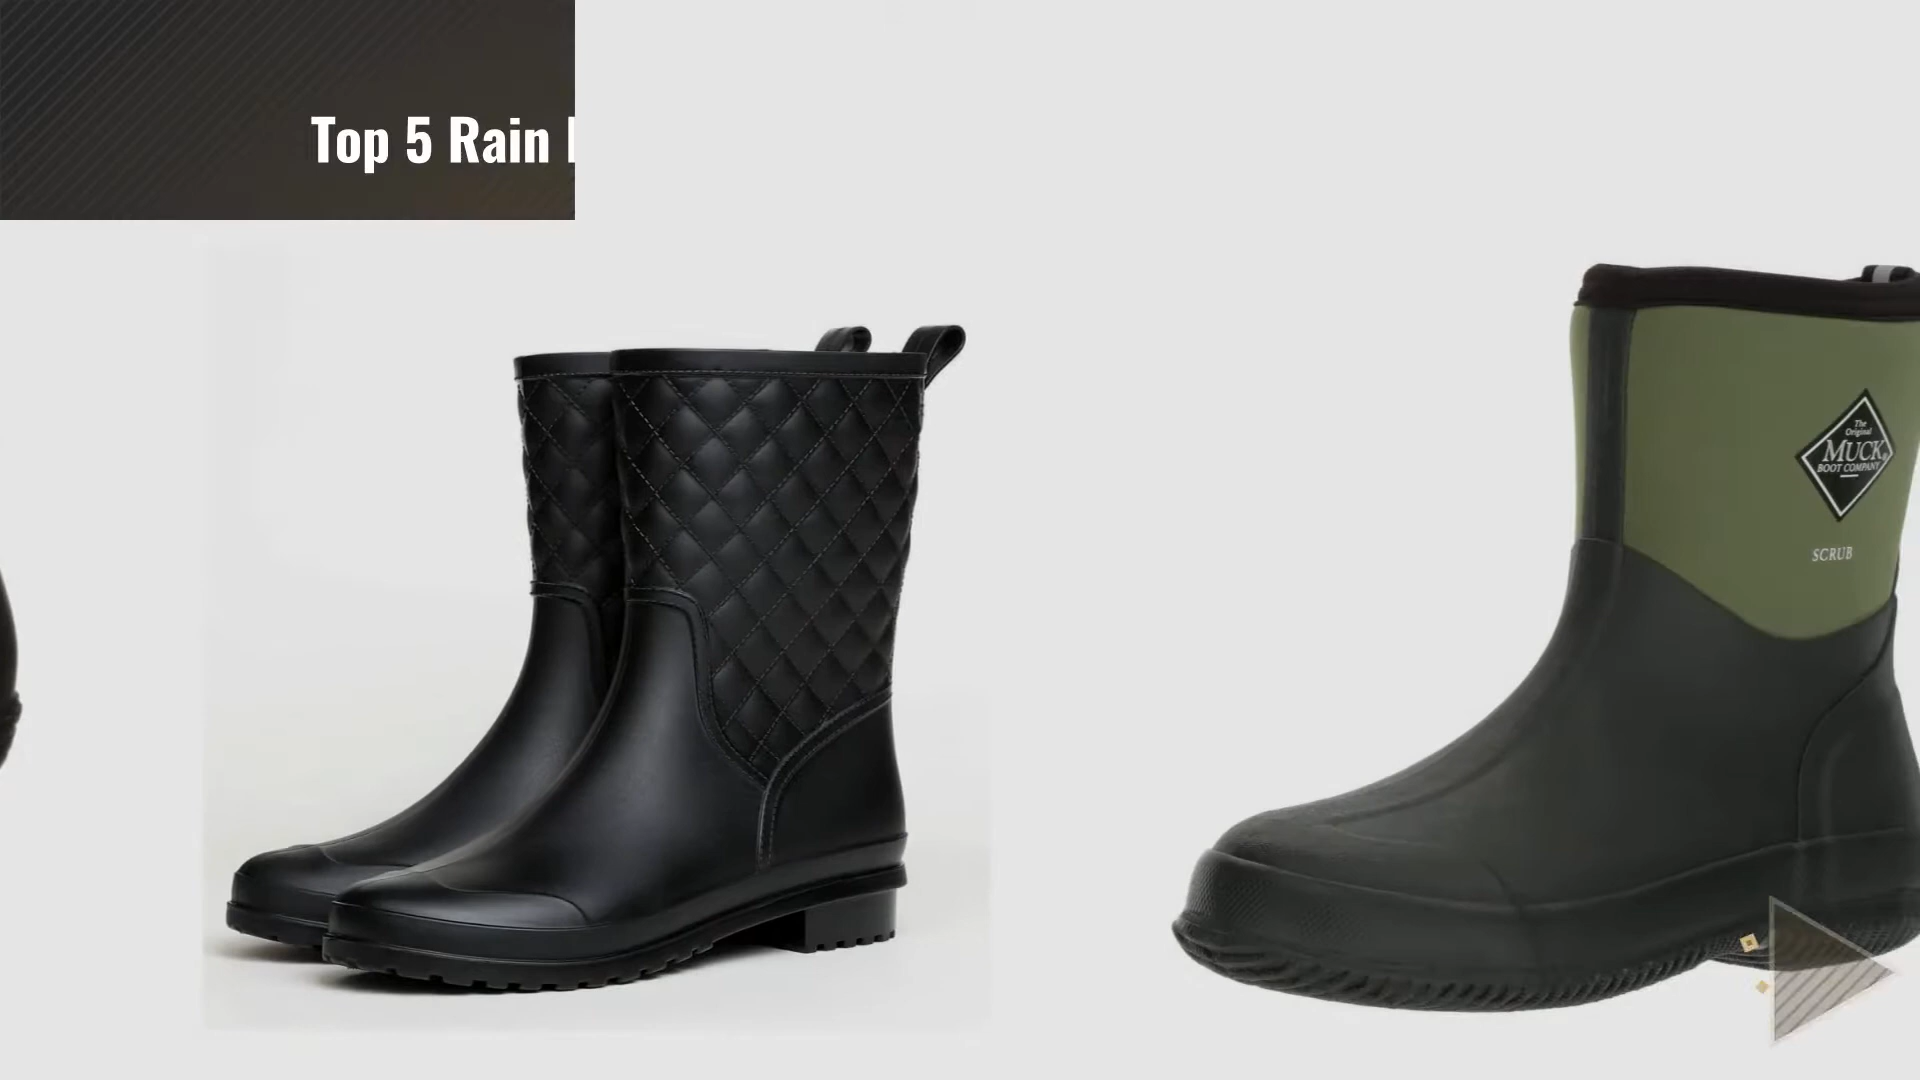 Top 5 Rain
The
Original
MUCK
BOOT COMPANY
SCRUB